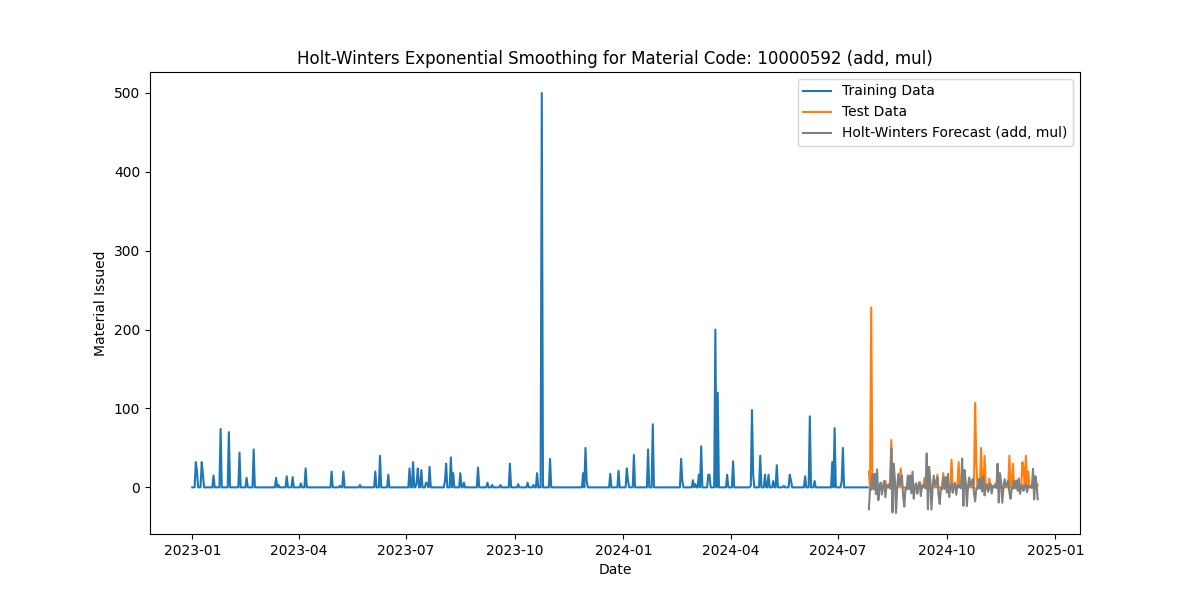 Holt-Winters Exponential Smoothing for Material Code: 10000592 (add, mul)
Training Data
Test Data
Holt-Winters Forecast (add, mul)
Material Issued
500
400
300
200
100
0
2023-01 2023-04 2023-07 2023-10 2024-01 2024-04 2024-07 2024-10 2025-01
Date